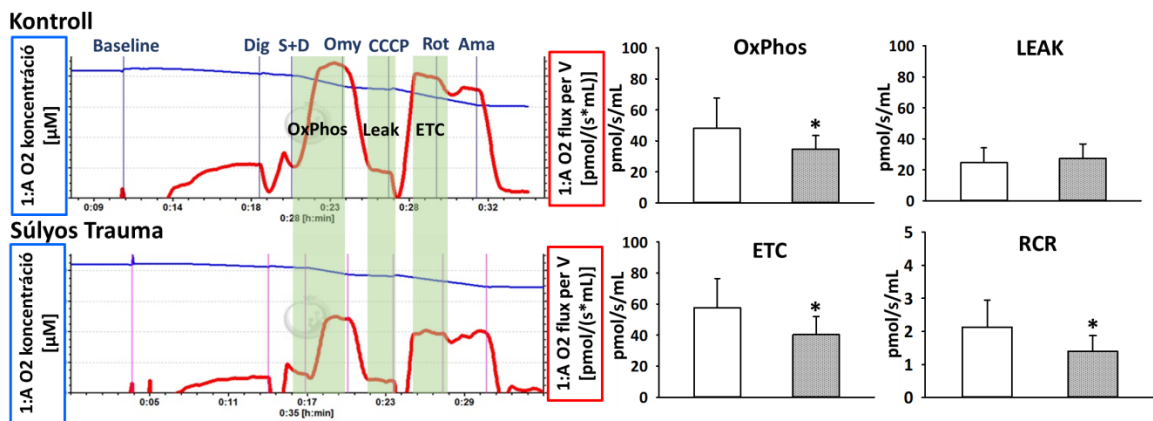 Kontroll
1:A O2 koncentráció
[µM]
Baseline Dig S+D Omy CCCP Rot Ama
OxPhos Leak ETC
0:09 0:14 0:18 0:23 0:28 0:32
0:28 [h:min]
1:A O2 flux per V
[pmol/(s*mL)]
Súlyos Trauma
1:A O2 koncentráció
[µM]
0:05 0:11 0:17 0:23 0:29
0:35 [h:min]
1:A O2 flux per V
[pmol/(s*mL)]
OxPhos
pmol/s/mL
100
80
60
40
20
0
*
LEAK
pmol/s/mL
100
80
60
40
20
0
ETC
pmol/s/mL
100
80
60
40
20
0
*
RCR
pmol/s/mL
5
4
3
2
1
0
*